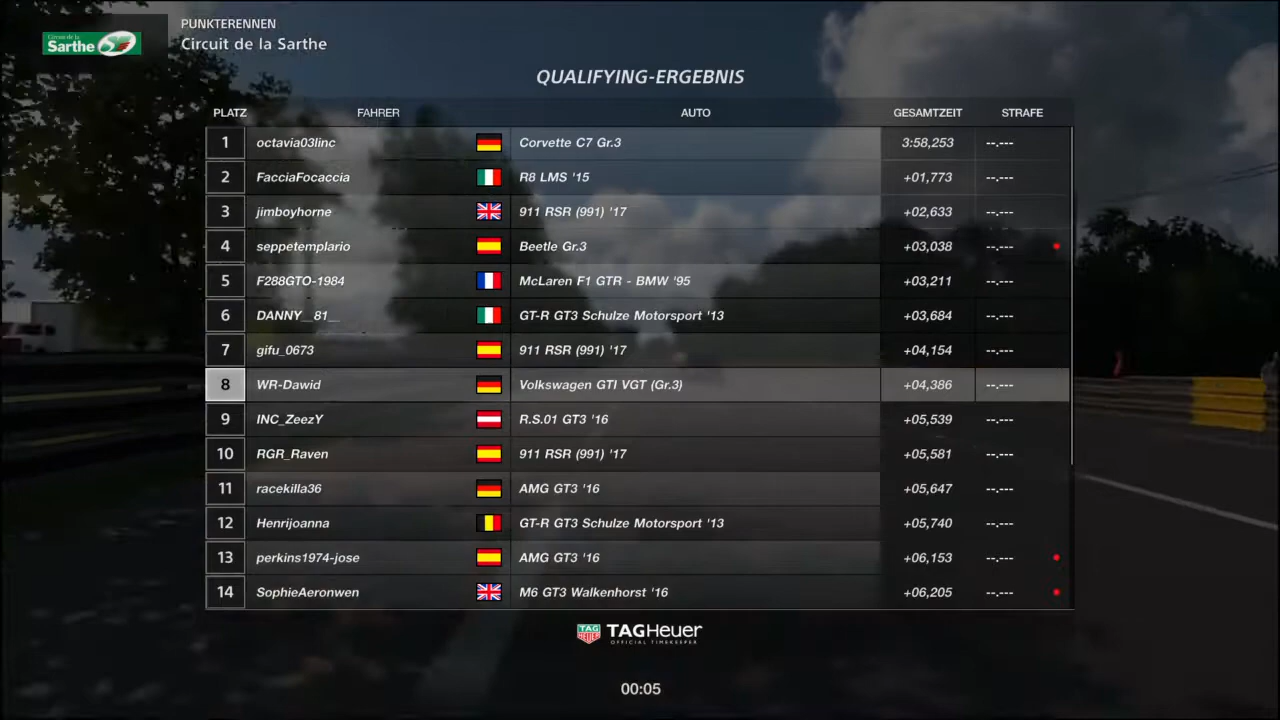 Circuit de la
Sarthe
PUNKTERENNEN
Circuit de la Sarthe
QUALIFYING-ERGEBNIS
PLATZ FAHRER AUTO GESAMTZEIT STRAFE
1 octavia03linc Corvette C7 Gr.3 3:58,253 --.---
2 FacciaFocaccia R8 LMS '15 +01,773 --.---
3 jimboyhorne 911 RSR (991) '17 +02,633 --.---
4 seppetemplario Beetle Gr.3 +03,038 --.---
5 F288GTO-1984 McLaren F1 GTR - BMW '95 +03,211 --.---
6 DANNY__81__ GT-R GT3 Schulze Motorsport '13 +03,684 --.---
7 gifu_0673 911 RSR (991) '17 +04,154 --.---
8 WR-Dawid Volkswagen GTI VGT (Gr.3) +04,386 --.---
9 INC_ZeezY R.S.01 GT3 '16 +05,539 --.---
10 RGR_Raven 911 RSR (991) '17 +05,581 --.---
11 racekilla36 AMG GT3 '16 +05,647 --.---
12 Henrijoanna GT-R GT3 Schulze Motorsport '13 +05,740 --.---
13 perkins1974-jose AMG GT3 '16 +06,153 --.---
14 SophieAeronwen M6 GT3 Walkenhorst '16 +06,205 --.---
TAG HEUER TAGHeuer
OFFICIAL TIMEKEEPER
00:05